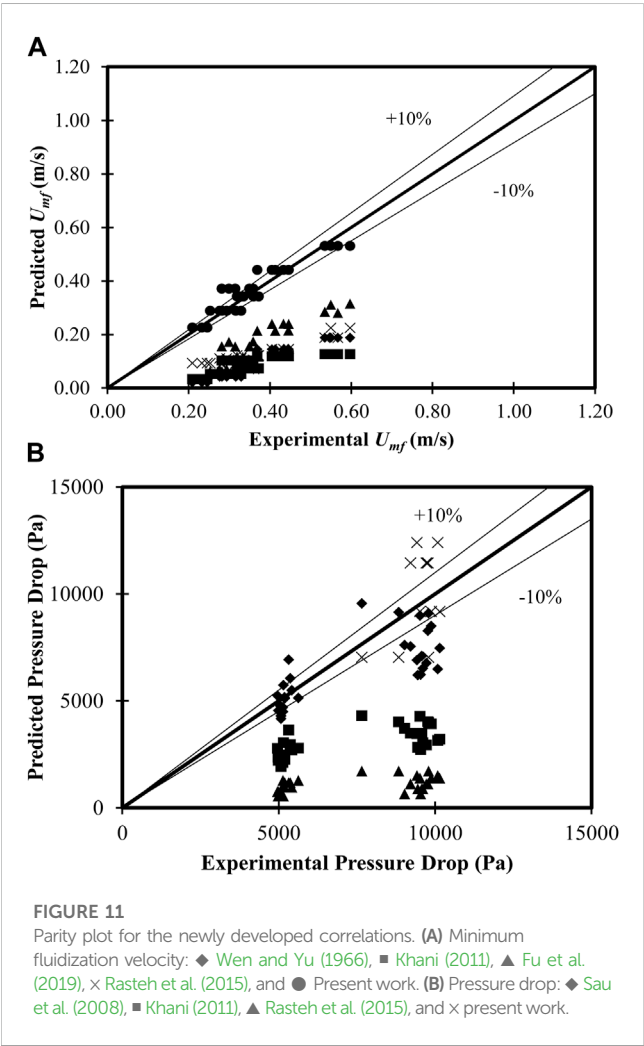 A
1.20
1.00
0.80
0.60
0.40
0.20
0.00
Predicted Umf (m/s)
+10%
-10%
0.00 0.20 0.40 0.60 0.80 1.00 1.20
Experimental Umf (m/s)
B
15000
10000
5000
0
Predicted Pressure Drop (Pa)
+10%
-10%
0 5000 10000 15000
Experimental Pressure Drop (Pa)
FIGURE 11
Parity plot for the newly developed correlations. (A) Minimum
fluidization velocity: ◆ Wen and Yu (1966), ■ Khani (2011), ▲ Fu et al.
(2019), × Rasteh et al. (2015), and ● Present work. (B) Pressure drop: ◆ Sau
et al. (2008), ■ Khani (2011), ▲ Rasteh et al. (2015), and × present work.